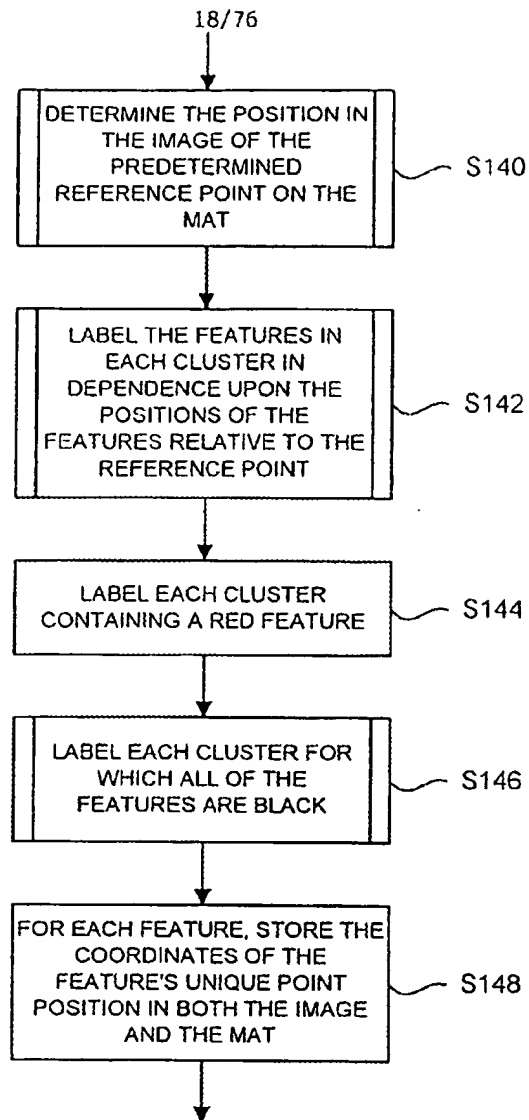 18/76
DETERMINE THE POSITION IN
THE IMAGE OF THE
PREDETERMINED
REFERENCE POINT ON THE
MAT
S140
LABEL THE FEATURES IN
EACH CLUSTER IN
DEPENDENCE UPON THE
POSITIONS OF THE
FEATURES RELATIVE TO THE
REFERENCE POINT
S142
LABEL EACH CLUSTER
CONTAINING A RED FEATURE
S144
LABEL EACH CLUSTER FOR
WHICH ALL OF THE
FEATURES ARE BLACK
S146
FOR EACH FEATURE, STORE THE
COORDINATES OF THE
FEATURE'S UNIQUE POINT
POSITION IN BOTH THE IMAGE
AND THE MAT
S148